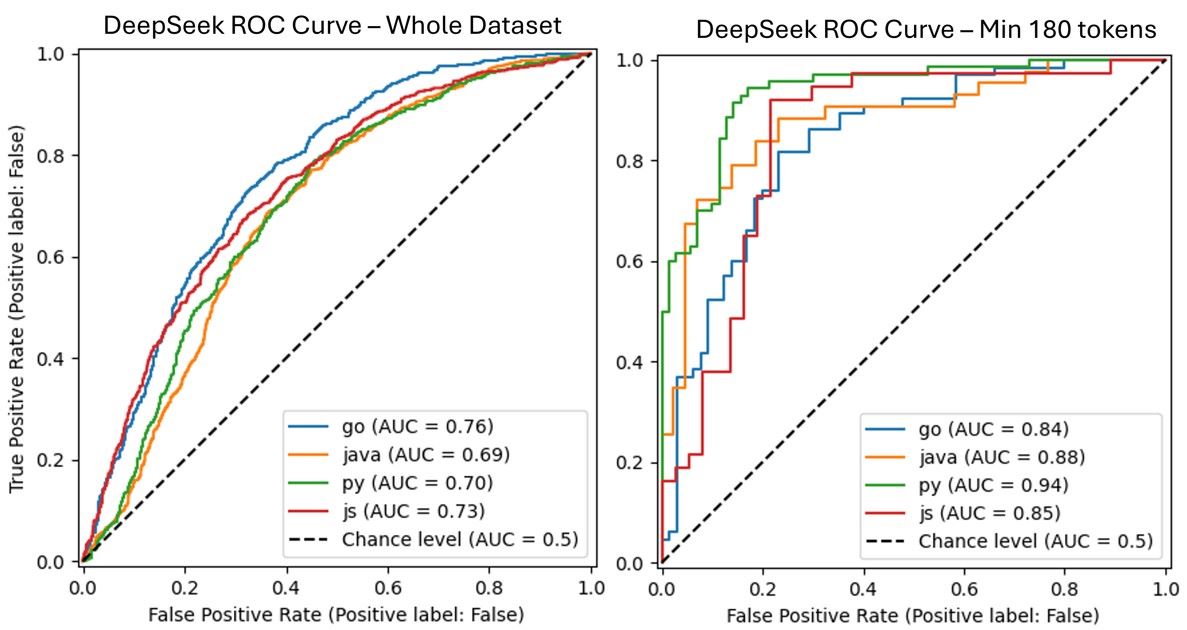 DeepSeek ROC Curve – Whole Dataset
1.0
0.8
0.6
0.4
0.2
0.0
True Positive Rate (Positive label: False)
0.0 0.2 0.4 0.6 0.8 1.0
False Positive Rate (Positive label: False)
go (AUC = 0.76)
java (AUC = 0.69)
py (AUC = 0.70)
js (AUC = 0.73)
Chance level (AUC = 0.5)
DeepSeek ROC Curve – Min 180 tokens
1.0
0.8
0.6
0.4
0.2
0.0
0.0 0.2 0.4 0.6 0.8 1.0
False Positive Rate (Positive label: False)
go (AUC = 0.84)
java (AUC = 0.88)
py (AUC = 0.94)
js (AUC = 0.85)
Chance level (AUC = 0.5)